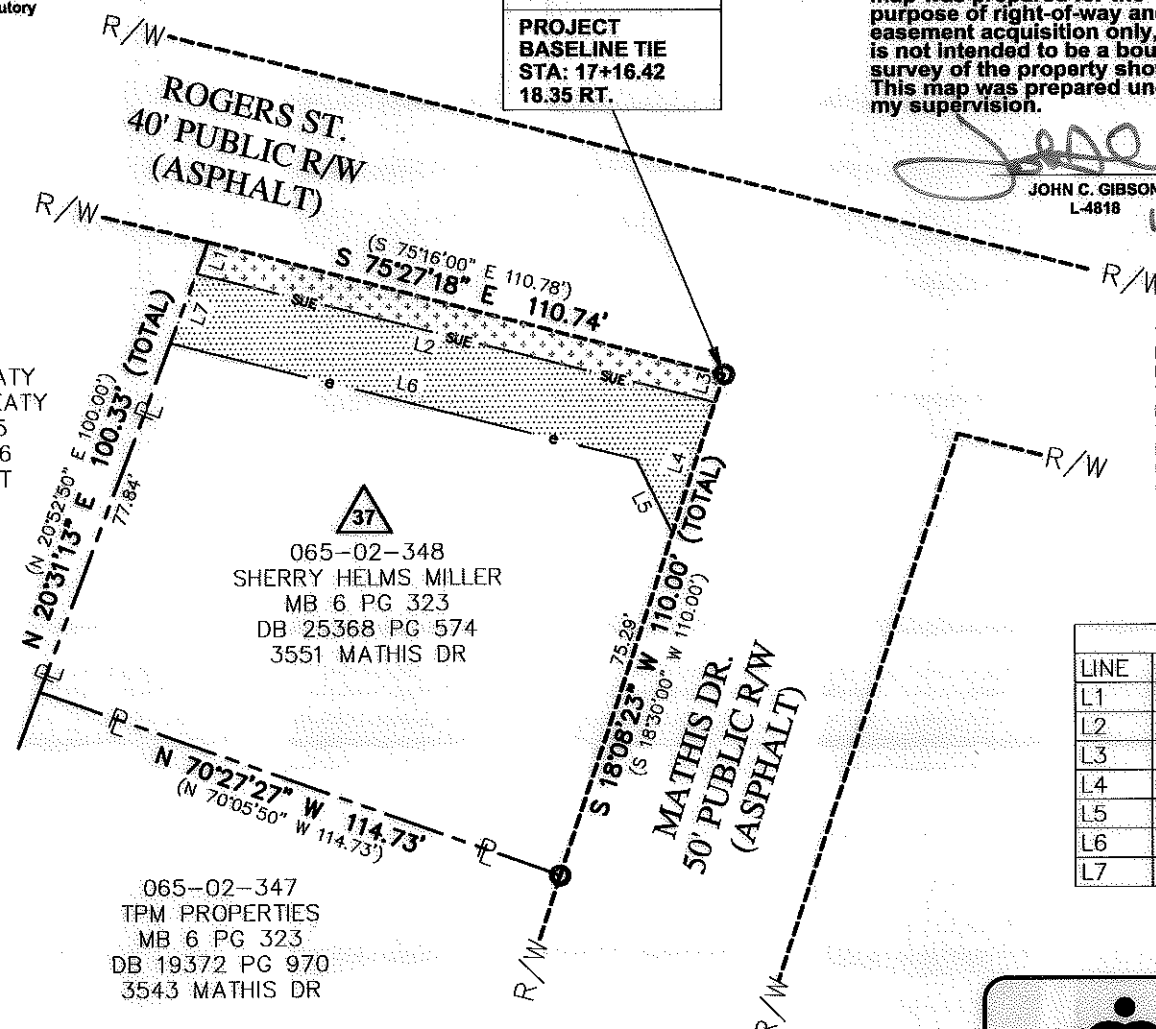 utory
R/W
PROJECT
BASELINE TIE
STA: 17+16.42
18.35 RT.
purpose of right-of-way an
easement acquisition only,
is not intended to be a bou
survey of the property sho
This map was prepared un
my supervision.
JOHN C. GIBSON
L-4818
ROGERS ST.
40' PUBLIC R/W
(ASPHALT)
R/W
R/W
(S 75°16'00" E 110.78')
S 75°27'18" E 110.74'
L1
SUE
L2
SUE
SUE
L3
L7
e
L6
e
L4
L5
ATY
EATY
5
6
T
N 20°31'13" E 100.33' (TOTAL)
(N 20°52'50" E 100.00')
77.84'
PL
PL
37
065-02-348
SHERRY HELMS MILLER
MB 6 PG 323
DB 25368 PG 574
3551 MATHIS DR
S 18°08'23" W 110.00' (TOTAL)
(S 18°30'00" W 110.00')
75.29'
R/W
MATHIS DR.
50' PUBLIC R/W
(ASPHALT)
PL
N 70°27'27" W 114.73'
(N 70°05'50" W 114.73')
PL
065-02-347
TPM PROPERTIES
MB 6 PG 323
DB 19372 PG 970
3543 MATHIS DR
R/W
R/W
LINE
L1
L2
L3
L4
L5
L6
L7